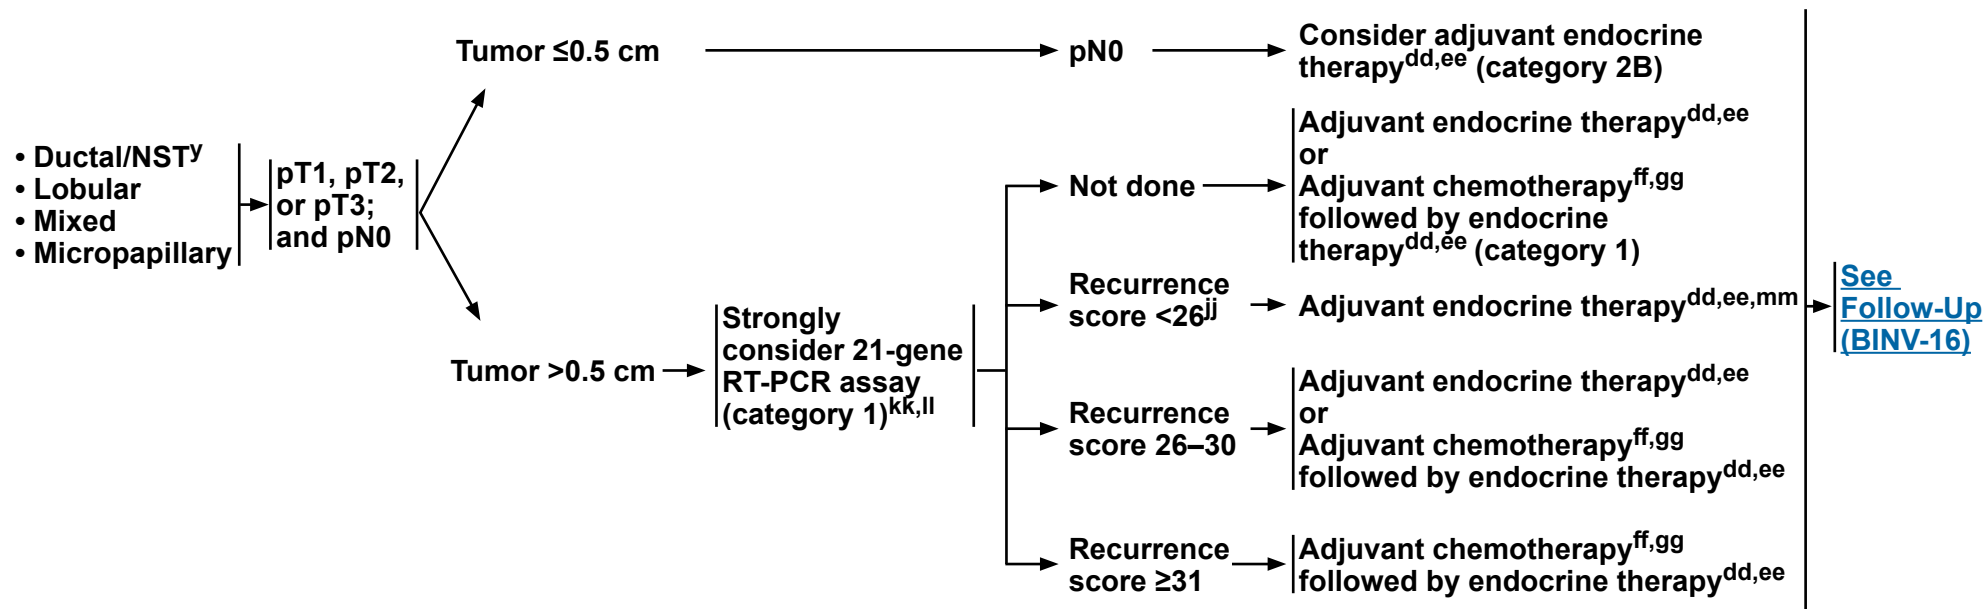 • Ductal/NSTy
• Lobular
• Mixed
• Micropapillary
pT1, pT2,
or pT3;
and pN0
Tumor ≤0.5 cm
pN0
Consider adjuvant endocrine
therapydd,ee (category 2B)
Tumor >0.5 cm
Strongly
consider 21-gene
RT-PCR assay
(category 1)kk,ll
Not done
Adjuvant endocrine therapydd,ee
or
Adjuvant chemotherapyff,gg
followed by endocrine
therapydd,ee (category 1)
Recurrence
score <26jj
Adjuvant endocrine therapydd,ee,mm
Recurrence
score 26–30
Adjuvant endocrine therapydd,ee
or
Adjuvant chemotherapyff,gg
followed by endocrine therapydd,ee
Recurrence
score ≥31
Adjuvant chemotherapyff,gg
followed by endocrine therapydd,ee
See
Follow-Up
(BINV-16)